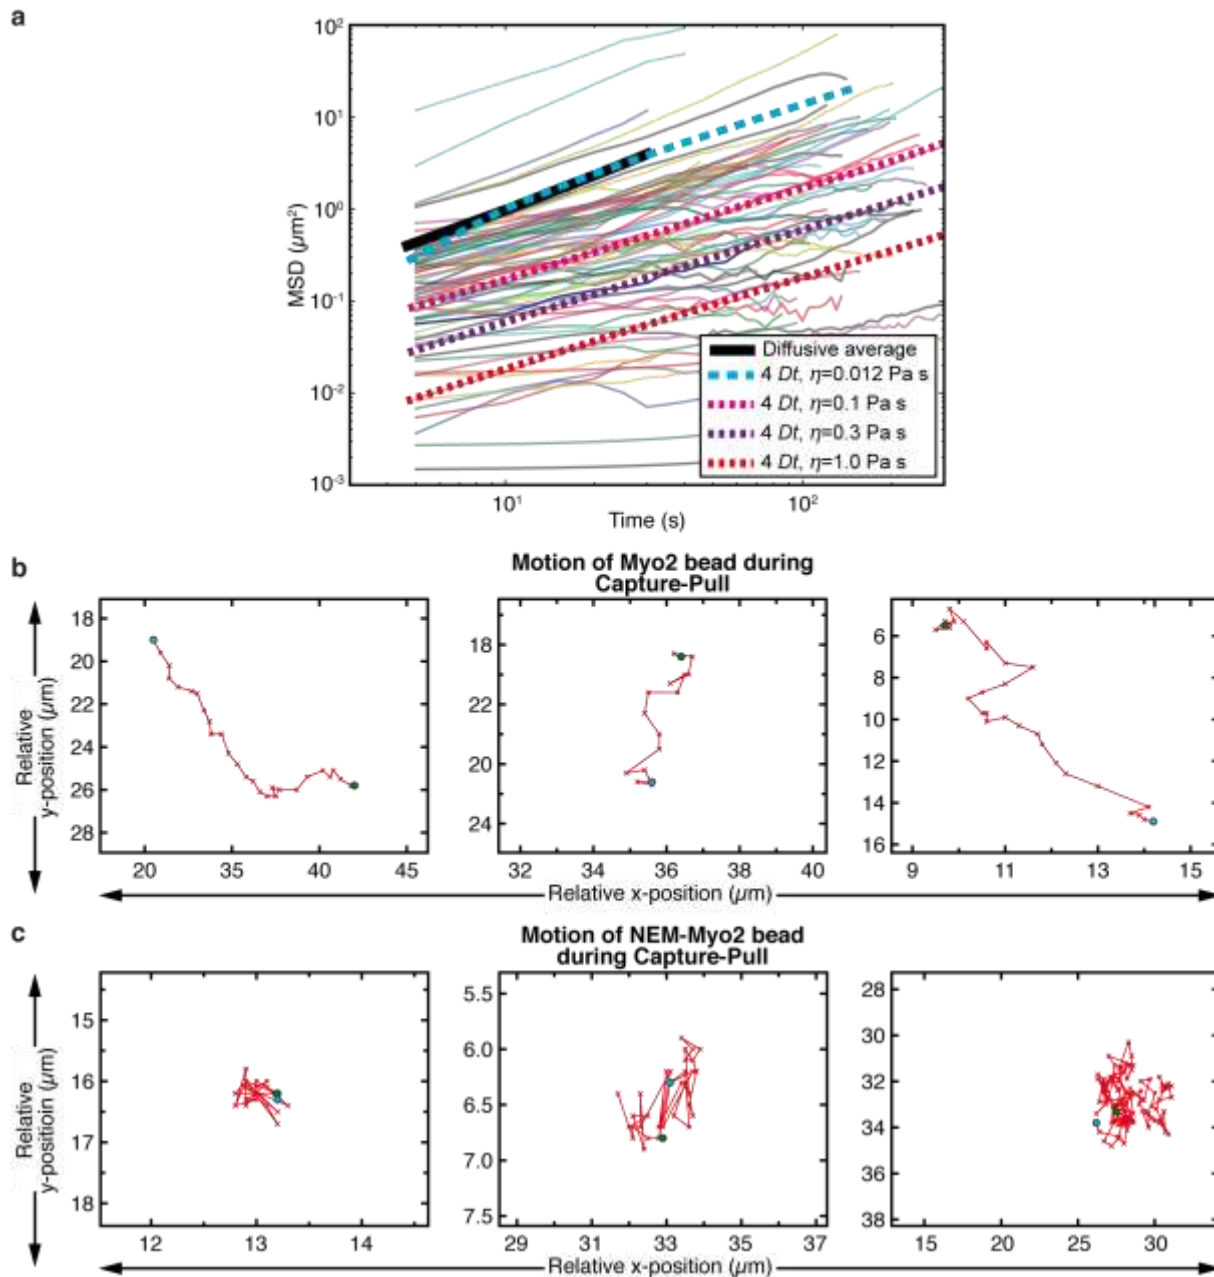 a
10²
10¹
10⁰
10⁻¹
10⁻²
10⁻³
MSD (µm²)
Diffusive average
4 Dt, η=0.012 Pa s
4 Dt, η=0.1 Pa s
4 Dt, η=0.3 Pa s
4 Dt, η=1.0 Pa s
10¹ 10²
Time (s)
b
Motion of Myo2 bead during
Capture-Pull
Relative
y-position (µm)
18
20
22
24
26
28
20 25 30 35 40 45
18
22
20
24
32 34 36 38 40
6
8
10
12
14
16
9 11 13 15
Relative x-position (µm)
c
Motion of NEM-Myo2 bead
during Capture-Pull
Relative
y-positioin (µm)
15
16
17
18
12 13 14
5.5
6.0
6.5
7.0
7.5
29 31 33 35 37
28
30
32
34
36
38
15 20 25 30
Relative x-position (µm)